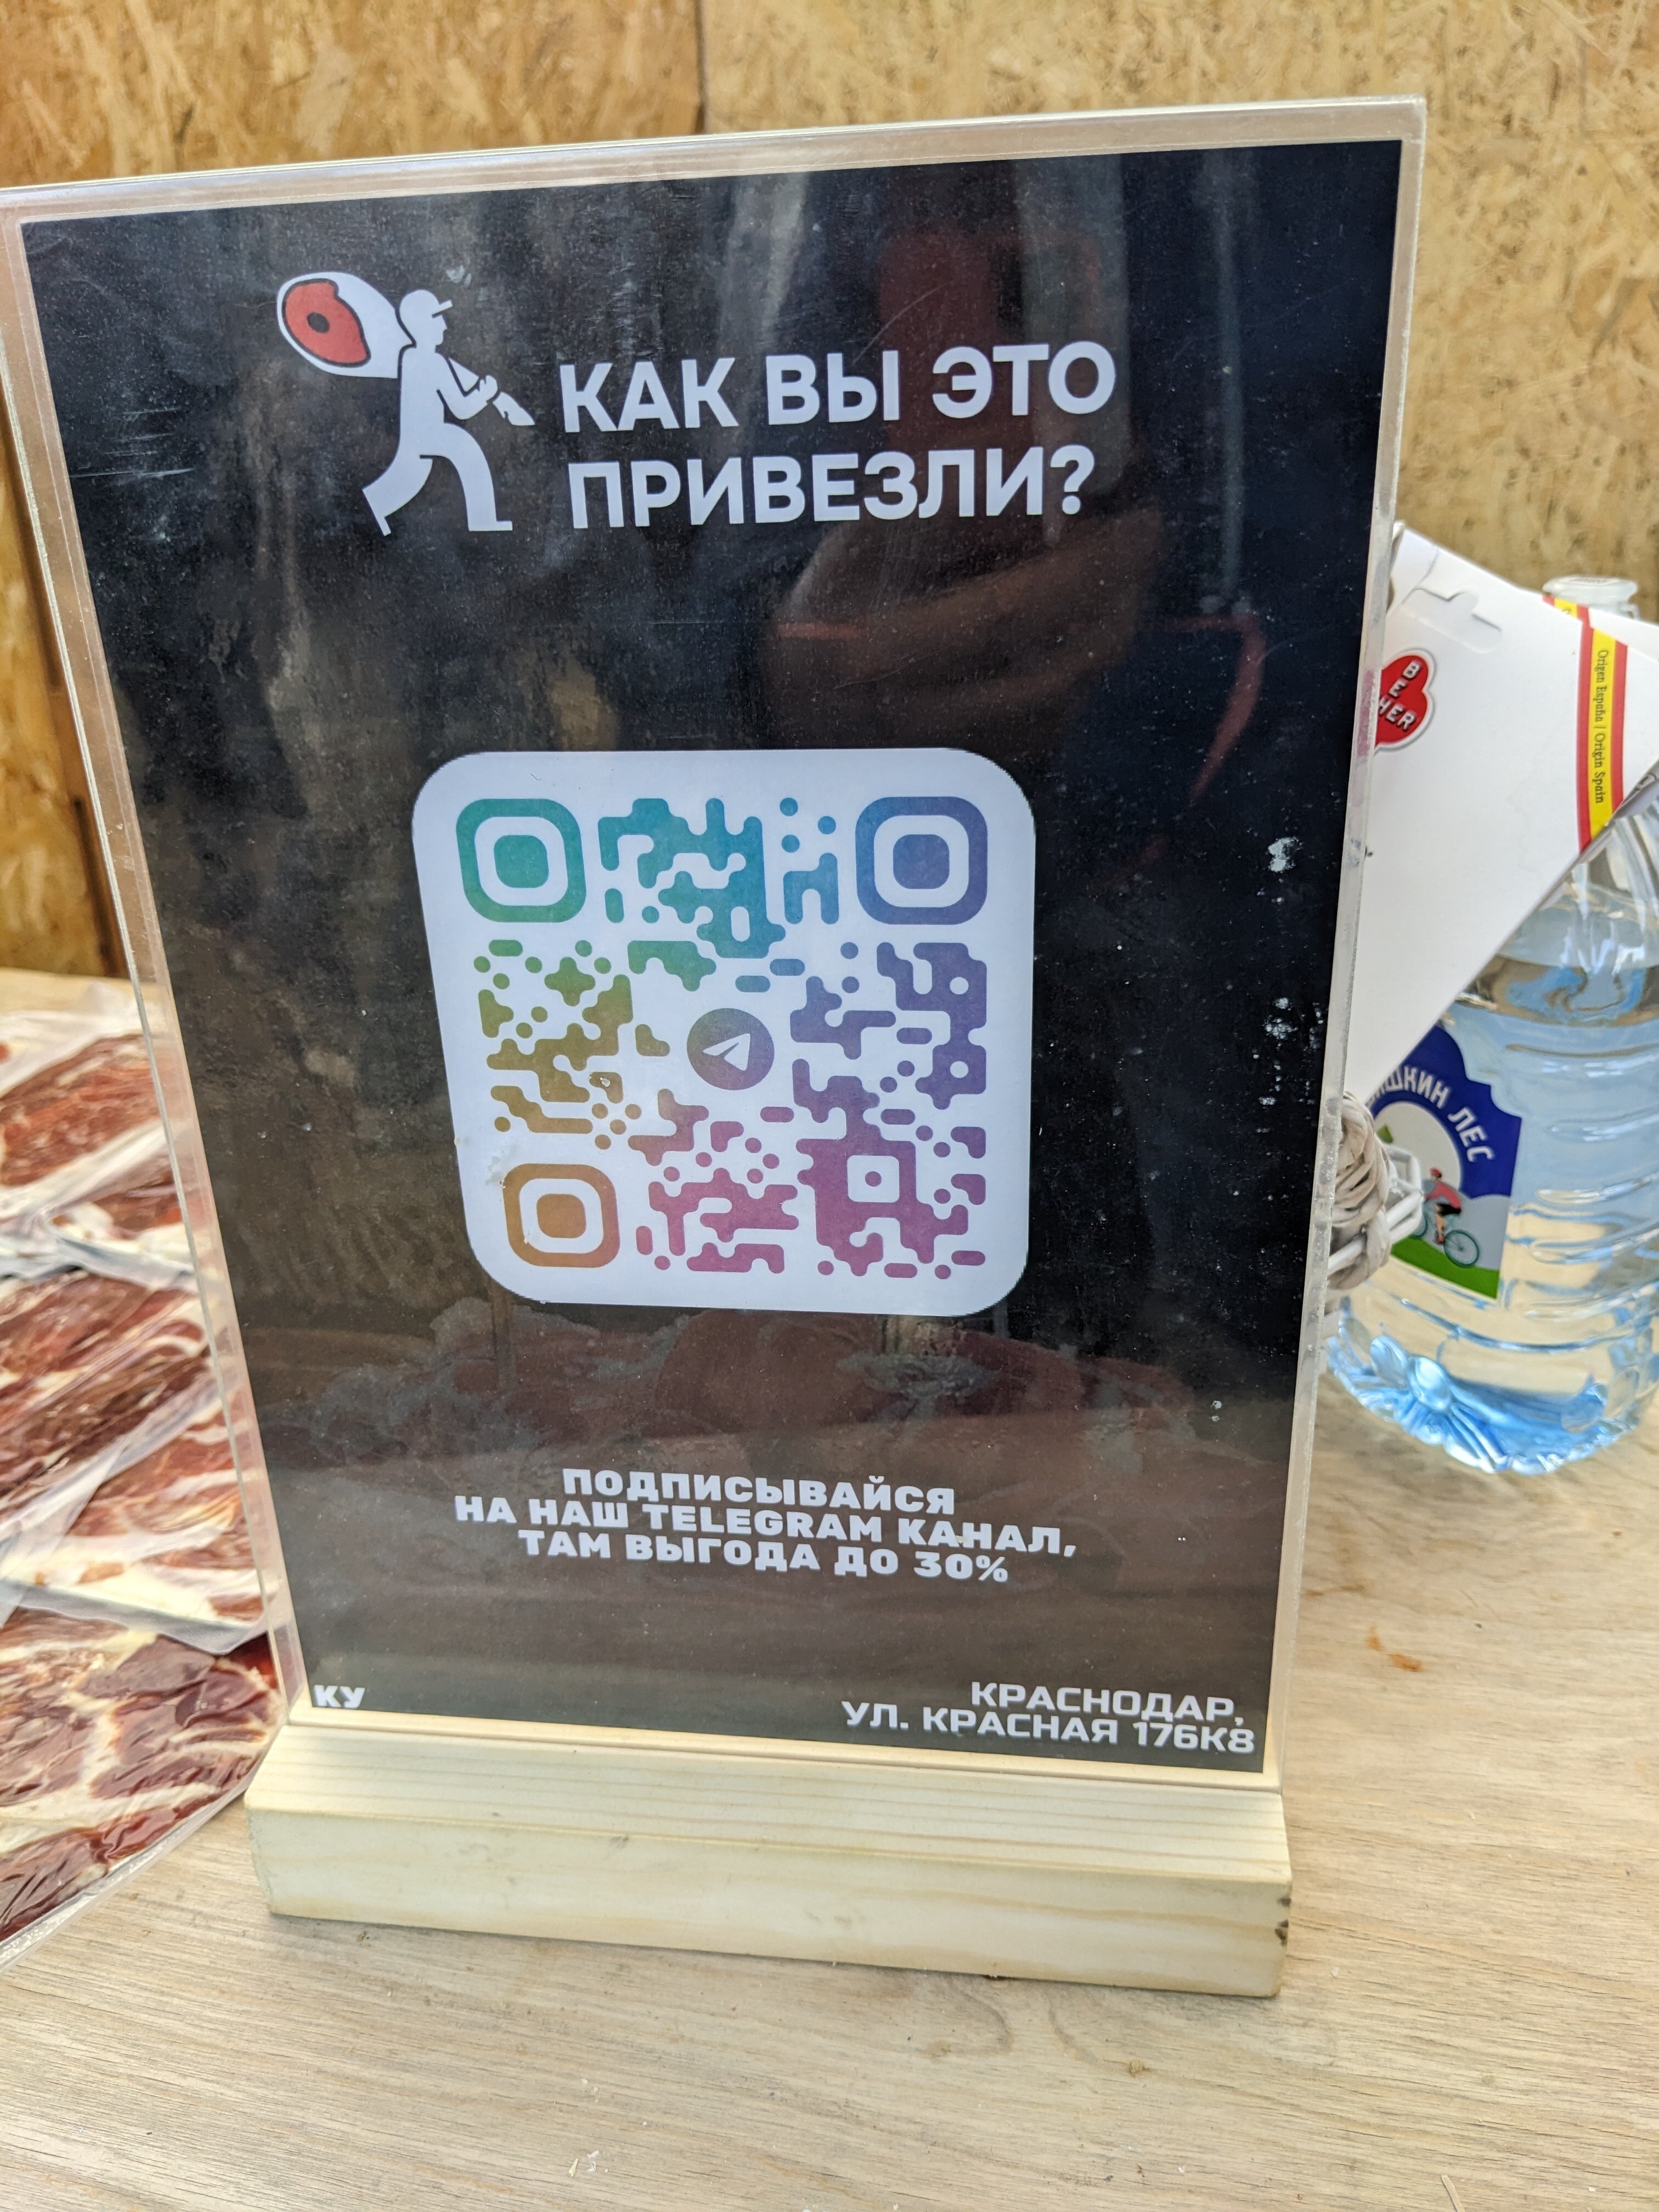 КАК ВЫ ЭТО
ПРИВЕЗЛИ?
ПОДПИСЫВАЙСЯ
НА НАШ TELEGRAM КАНАЛ,
ТАМ ВЫГОДА ДО 30%
КУ
КРАСНОДАР,
УЛ. КРАСНАЯ 176К8
BEHER
Origen España | Origin Spain
ЛЕС